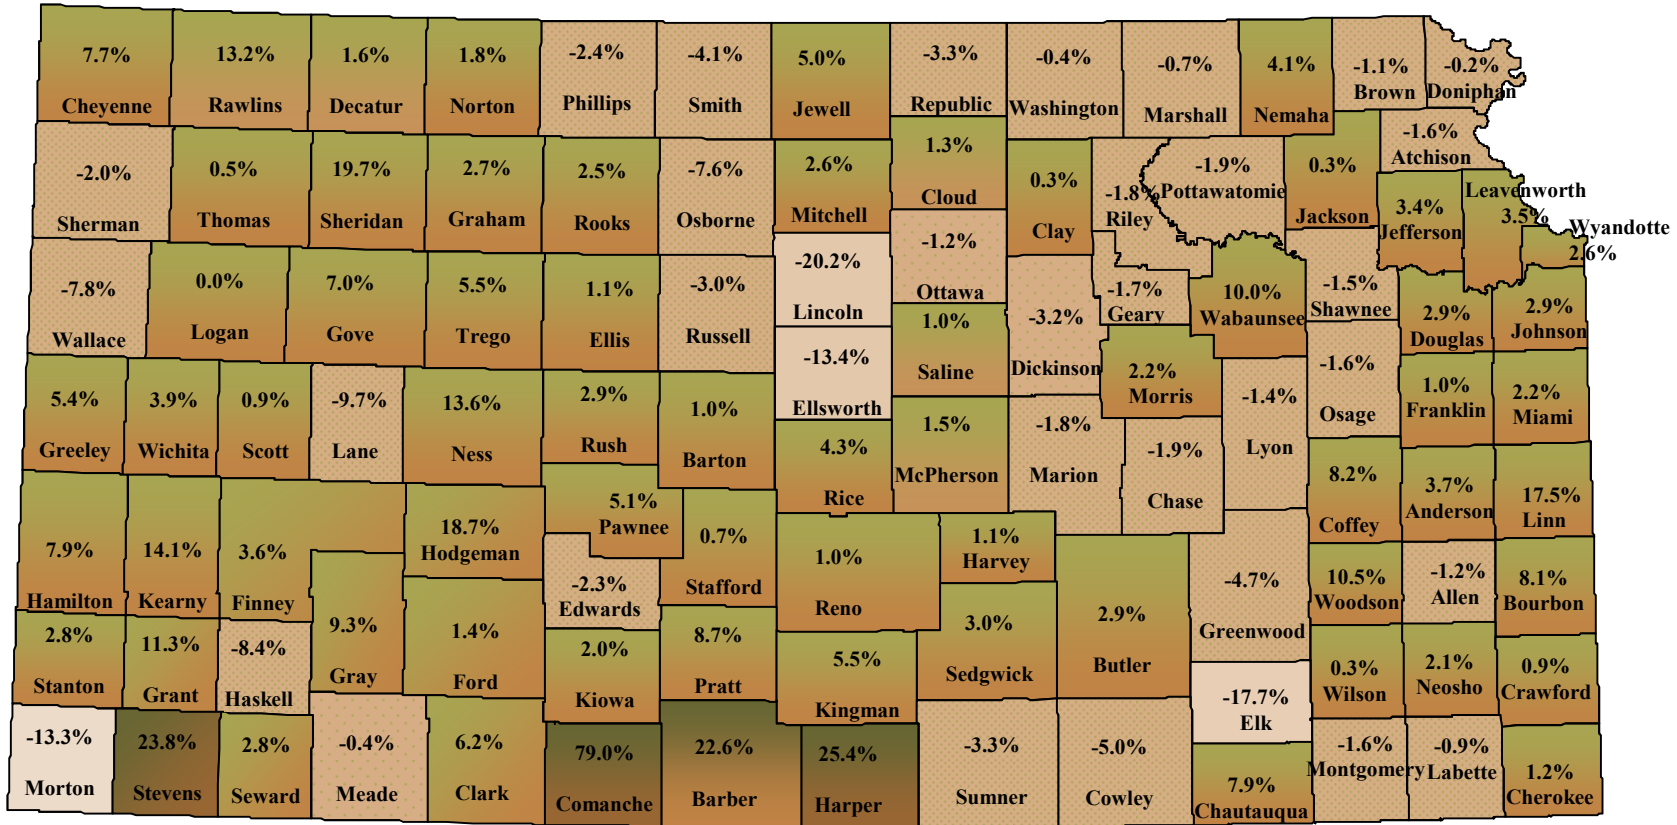 7.7%
Cheyenne
13.2%
Rawlins
1.6%
Decatur
1.8%
Norton
-2.4%
Phillips
-4.1%
Smith
5.0%
Jewell
-3.3%
Republic
-0.4%
Washington
-0.7%
Marshall
4.1%
Nemaha
-1.1%
Brown
-0.2%
Doniphan
-2.0%
Sherman
0.5%
Thomas
19.7%
Sheridan
2.7%
Graham
2.5%
Rooks
-7.6%
Osborne
2.6%
Mitchell
1.3%
Cloud
0.3%
Clay
-1.8%
Riley
-1.9%
Pottawatomie
0.3%
Jackson
-1.6%
Atchison
3.4%
Jefferson
Leavenworth
3.5%
Wyandotte
2.6%
-7.8%
Wallace
0.0%
Logan
7.0%
Gove
5.5%
Trego
1.1%
Ellis
-3.0%
Russell
-20.2%
Lincoln
-1.2%
Ottawa
-13.4%
Ellsworth
1.0%
Saline
-3.2%
Dickinson
-1.7%
Geary
10.0%
Wabaunsee
-1.5%
Shawnee
2.9%
Douglas
2.9%
Johnson
5.4%
Greeley
3.9%
Wichita
0.9%
Scott
-9.7%
Lane
13.6%
Ness
2.9%
Rush
1.0%
Barton
4.3%
Rice
1.5%
McPherson
-1.8%
Marion
2.2%
Morris
-1.9%
Chase
-1.4%
Lyon
-1.6%
Osage
1.0%
Franklin
2.2%
Miami
7.9%
Hamilton
14.1%
Kearny
3.6%
Finney
18.7%
Hodgeman
5.1%
Pawnee
-2.3%
Edwards
0.7%
Stafford
1.0%
Reno
1.1%
Harvey
2.9%
Butler
-4.7%
Greenwood
8.2%
Coffey
3.7%
Anderson
17.5%
Linn
10.5%
Woodson
-1.2%
Allen
8.1%
Bourbon
2.8%
Stanton
11.3%
Grant
-8.4%
Haskell
9.3%
Gray
1.4%
Ford
2.0%
Kiowa
8.7%
Pratt
5.5%
Kingman
3.0%
Sedgwick
-17.7%
Elk
0.3%
Wilson
2.1%
Neosho
0.9%
Crawford
-13.3%
Morton
23.8%
Stevens
2.8%
Seward
-0.4%
Meade
6.2%
Clark
79.0%
Comanche
22.6%
Barber
25.4%
Harper
-3.3%
Sumner
-5.0%
Cowley
7.9%
Chautauqua
-1.6%
Montgomery
-0.9%
Labette
1.2%
Cherokee